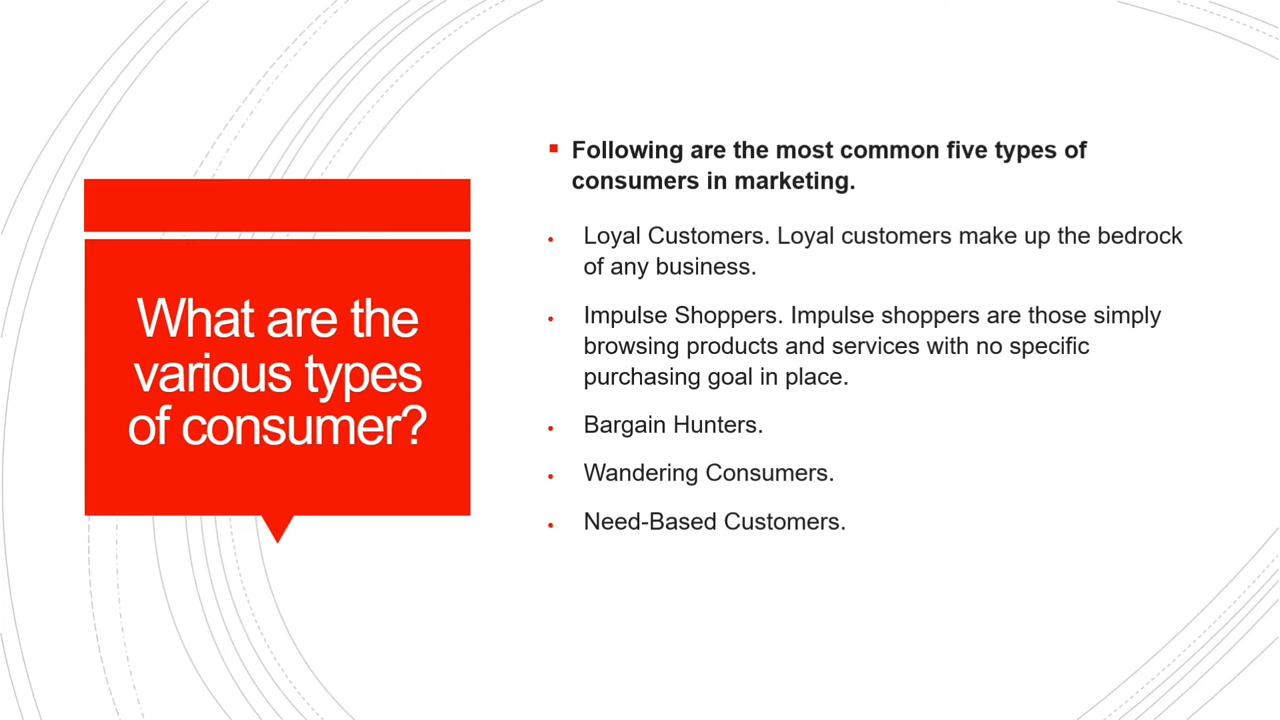 What are the
various types
of consumer?
Following are the most common five types of
consumers in marketing.
Loyal Customers. Loyal customers make up the bedrock
of any business.
Impulse Shoppers. Impulse shoppers are those simply
browsing products and services with no specific
purchasing goal in place.
Bargain Hunters.
Wandering Consumers.
Need-Based Customers.